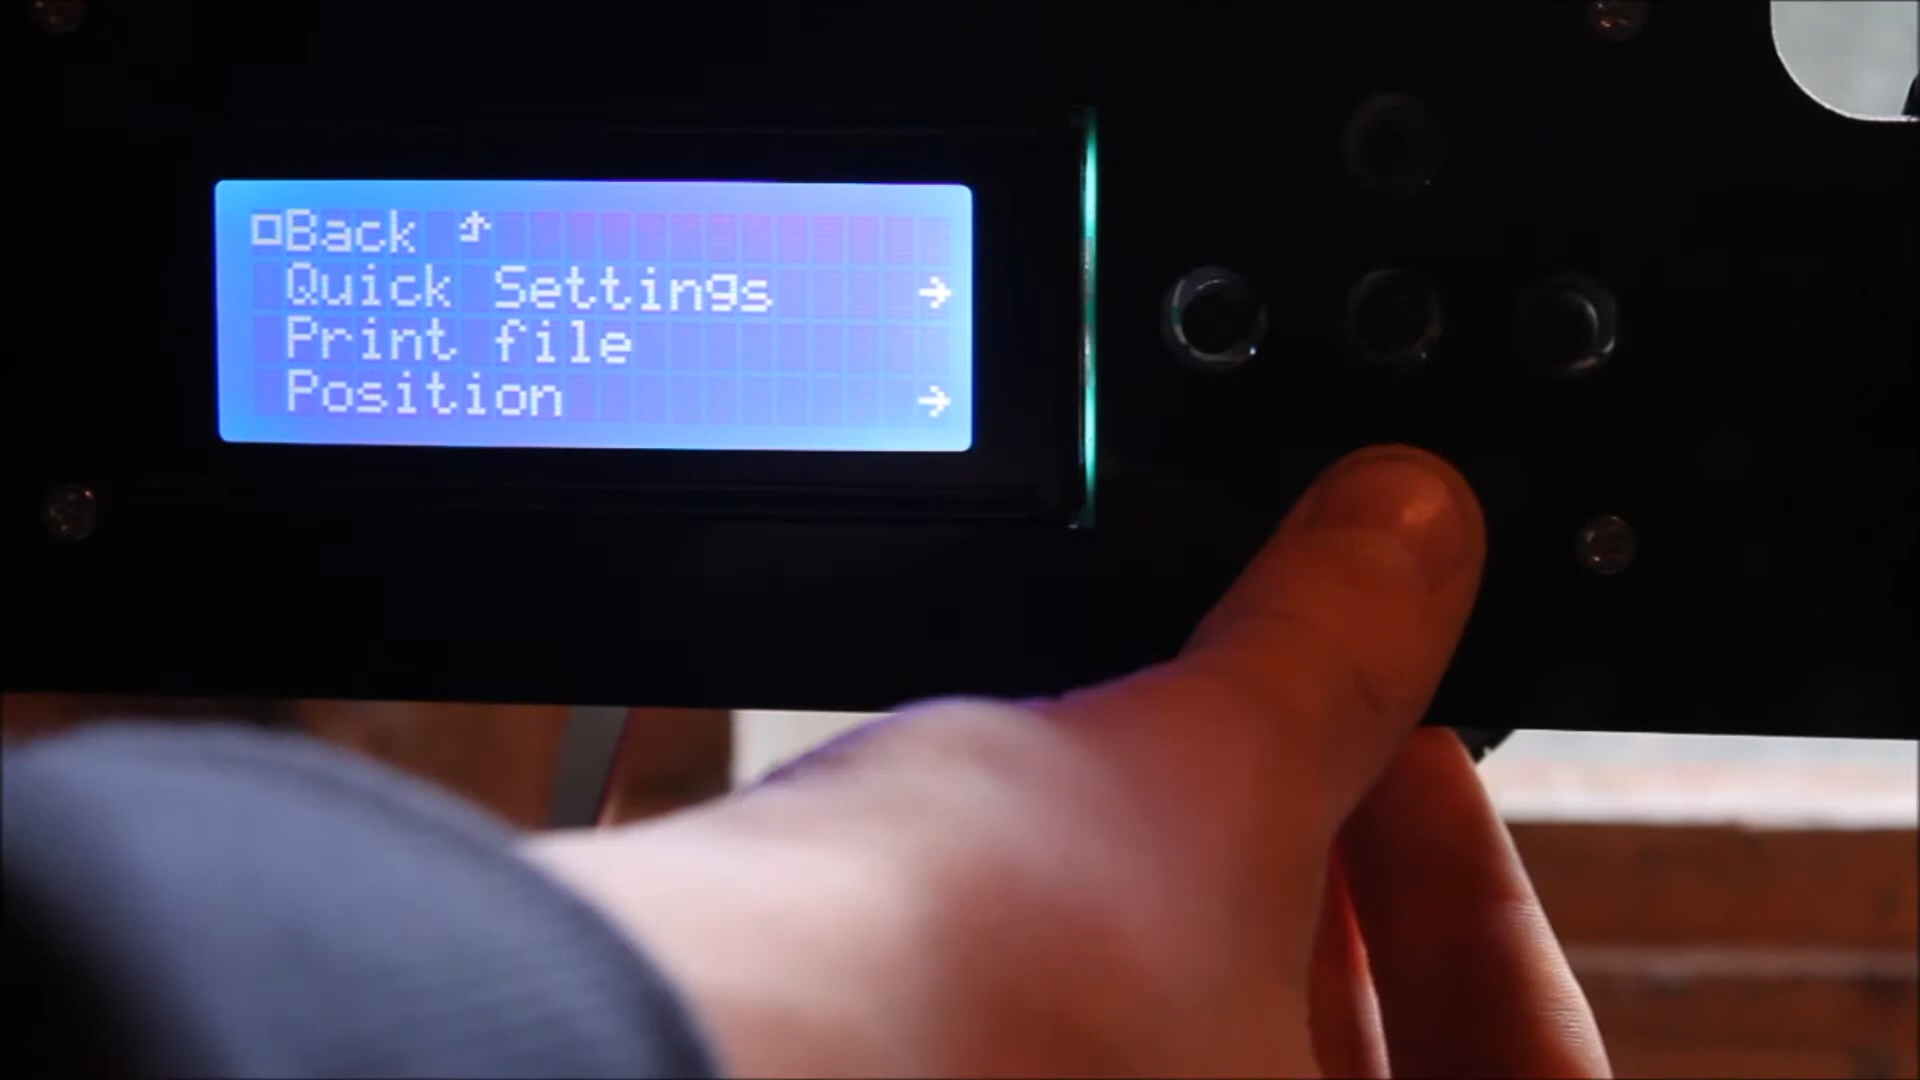 Back ⮍
Quick Settings →
Print file
Position →